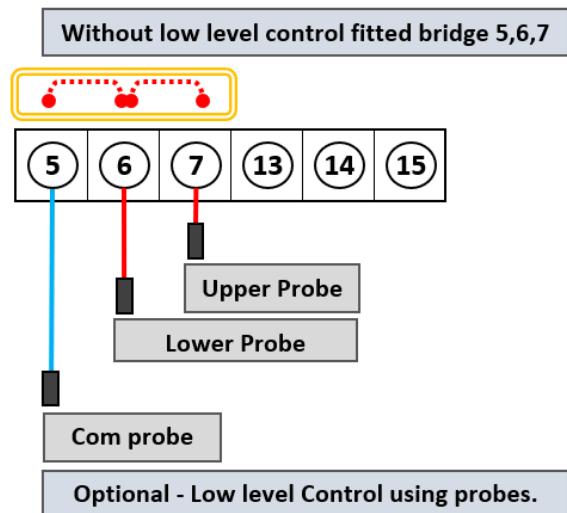 Without low level control fitted bridge 5,6,7
5 6 7 13 14 15
Upper Probe
Lower Probe
Com probe
Optional - Low level Control using probes.